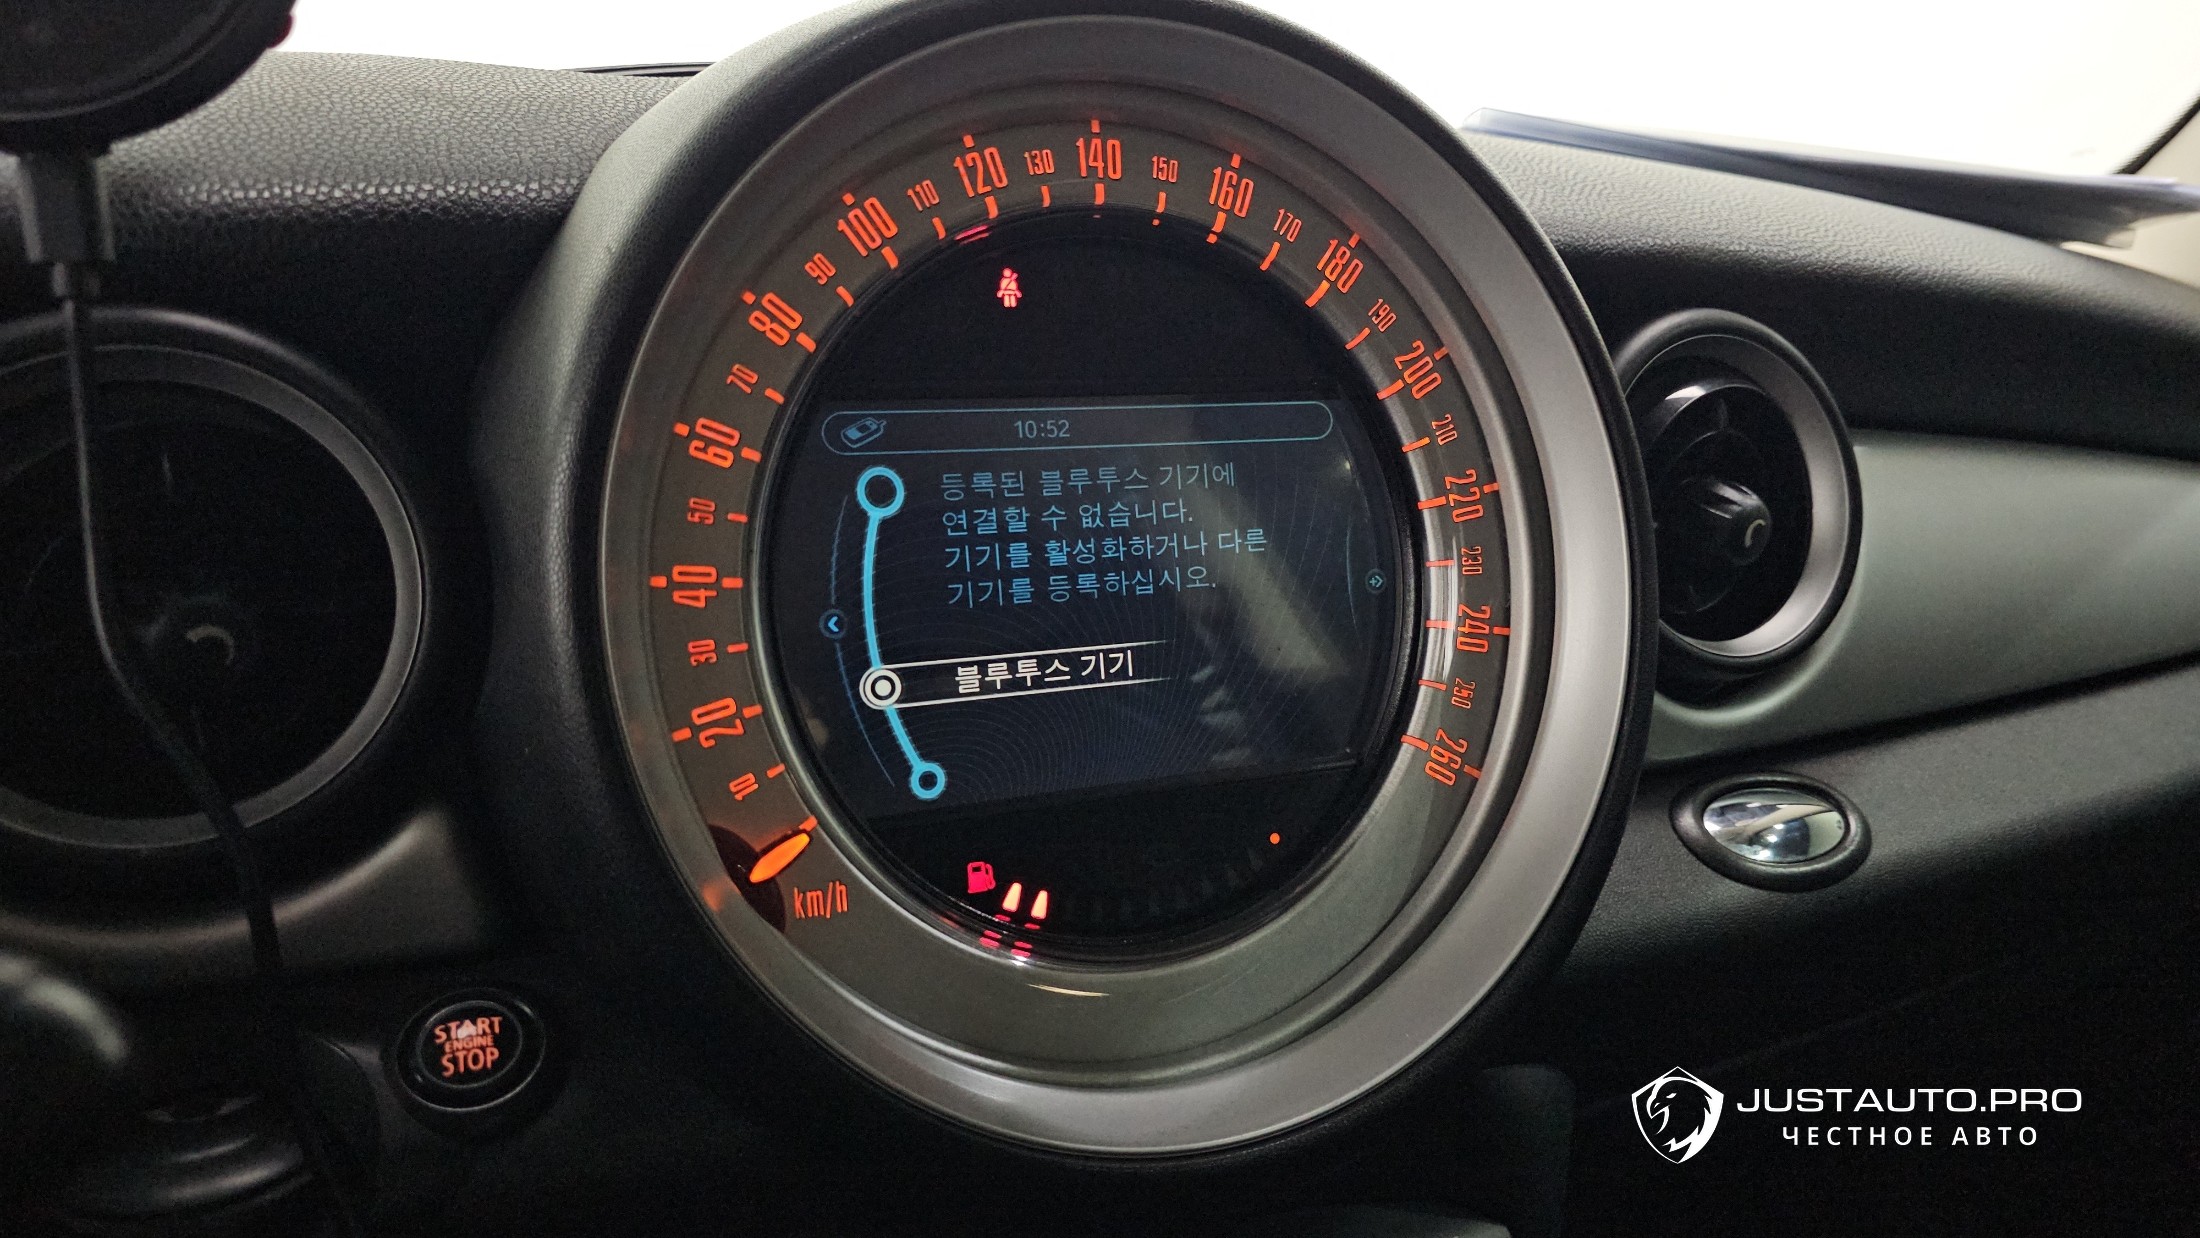 10
20
30
40
50
60
70
80
90
100
110
120
130
140
150
160
170
180
190
200
210
220
230
240
250
260
km/h
10:52
등록된 블루투스 기기에
연결할 수 없습니다.
기기를 활성화하거나 다른
기기를 등록하십시오.
블루투스 기기
START
ENGINE
STOP
JUSTAUTO.PRO
ЧЕСТНОЕ АВТО